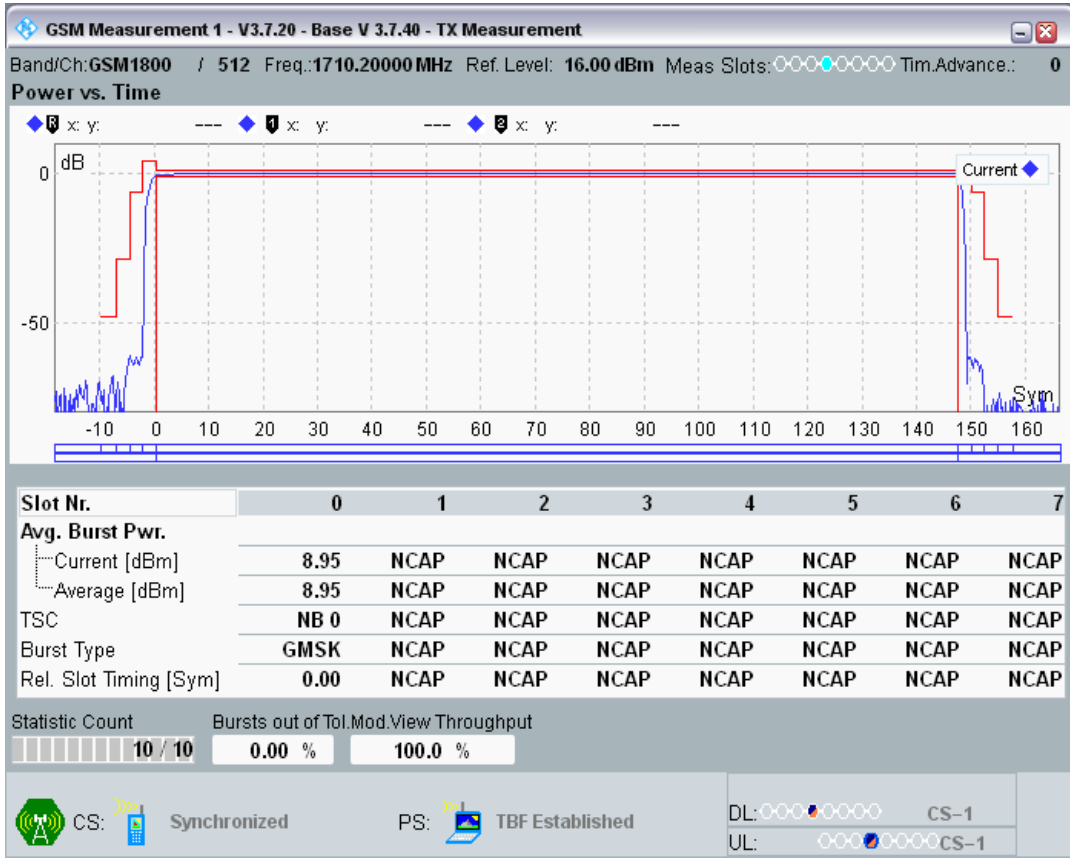 GSM Measurement 1 - V3.7.20 - Base V 3.7.40 - TX Measurement
Band/Ch:GSM1800 / 512 Freq.:1710.20000 MHz Ref. Level: 16.00 dBm Meas Slots: Tim.Advance.: 0
Power vs. Time
R x: y: --- 1 x: y: --- 2 x: y: ---
dB
Current
0
-50
Sym
-10 0 10 20 30 40 50 60 70 80 90 100 110 120 130 140 150 160
Slot Nr. 0 1 2 3 4 5 6 7
Avg. Burst Pwr.
Current [dBm] 8.95 NCAP NCAP NCAP NCAP NCAP NCAP NCAP
Average [dBm] 8.95 NCAP NCAP NCAP NCAP NCAP NCAP NCAP
TSC NB 0 NCAP NCAP NCAP NCAP NCAP NCAP NCAP
Burst Type GMSK NCAP NCAP NCAP NCAP NCAP NCAP NCAP
Rel. Slot Timing [Sym] 0.00 NCAP NCAP NCAP NCAP NCAP NCAP NCAP
Statistic Count Bursts out of Tol.Mod.View Throughput
10 / 10 0.00 % 100.0 %
CS: Synchronized PS: TBF Established
DL: CS-1
UL: CS-1